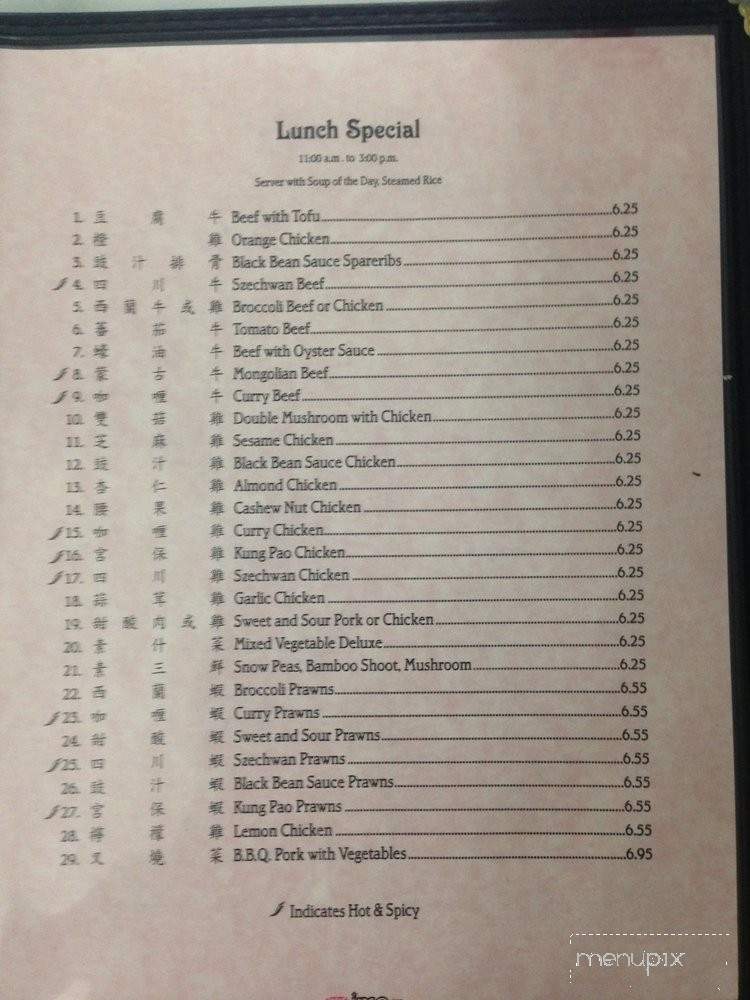 Lunch Special
11:00 a.m. to 3:00 p.m.
Server with Soup of the Day, Steamed Rice
1. 豆腐牛 Beef with Tofu 6.25
2. 橙雞 Orange Chicken 6.25
3. 豉汁排骨 Black Bean Sauce Spareribs 6.25
4. 四川牛 Szechwan Beef 6.25
5. 西蘭牛或雞 Broccoli Beef or Chicken 6.25
6. 蕃茄牛 Tomato Beef 6.25
7. 蠔油牛 Beef with Oyster Sauce 6.25
8. 蒙古牛 Mongolian Beef 6.25
9. 咖喱牛 Curry Beef 6.25
10. 雙菇雞 Double Mushroom with Chicken 6.25
11. 芝麻雞 Sesame Chicken 6.25
12. 豉汁雞 Black Bean Sauce Chicken 6.25
13. 杏仁雞 Almond Chicken 6.25
14. 腰果雞 Cashew Nut Chicken 6.25
15. 咖喱雞 Curry Chicken 6.25
16. 宮保雞 Kung Pao Chicken 6.25
17. 四川雞 Szechwan Chicken 6.25
18. 蒜茸雞 Garlic Chicken 6.25
19. 甜酸肉或雞 Sweet and Sour Pork or Chicken 6.25
20. 素什菜 Mixed Vegetable Deluxe 6.25
21. 素三鮮 Snow Peas, Bamboo Shoot, Mushroom 6.25
22. 西蘭蝦 Broccoli Prawns 6.55
23. 咖喱蝦 Curry Prawns 6.55
24. 甜酸蝦 Sweet and Sour Prawns 6.55
25. 四川蝦 Szechwan Prawns 6.55
26. 豉汁蝦 Black Bean Sauce Prawns 6.55
27. 宮保蝦 Kung Pao Prawns 6.55
28. 檸檬雞 Lemon Chicken 6.55
29. 叉燒菜 B.B.Q. Pork with Vegetables 6.95
Indicates Hot & Spicy
menupix